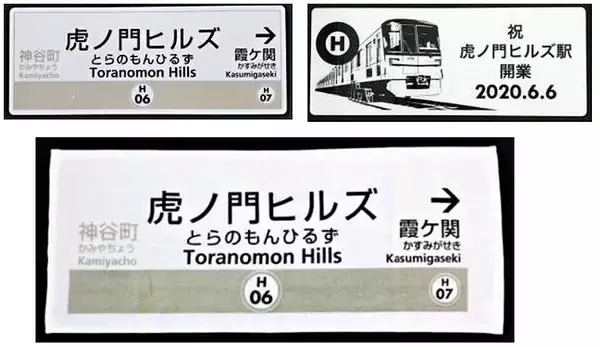 虎ノ門ヒルズ
とらのもんひるず
Toranomon Hills
神谷町
かみやちょう
Kamiyacho
→
霞ケ関
かすみがせき
Kasumigaseki
H
06
H
07
H
祝
虎ノ門ヒルズ駅
開業
2020.6.6
虎ノ門ヒルズ
とらのもんひるず
Toranomon Hills
神谷町
かみやちょう
Kamiyacho
→
霞ケ関
かすみがせき
Kasumigaseki
H
06
H
07